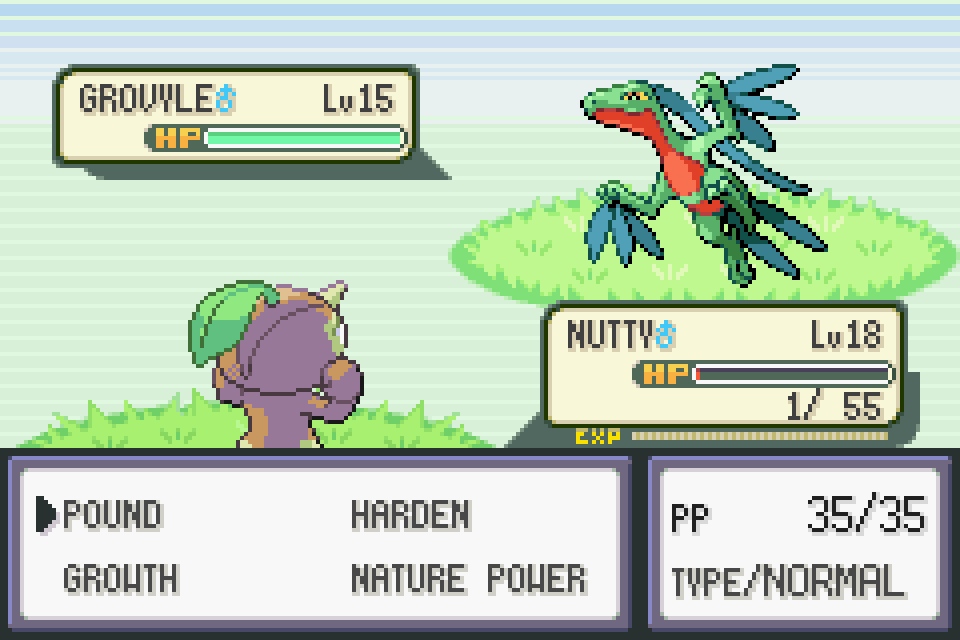 GROVYLE♂ Lv15
HP
NUTTY♂ Lv18
HP
1/ 55
EXP
POUND HARDEN
GROWTH NATURE POWER
PP 35/35
TYPE/NORMAL